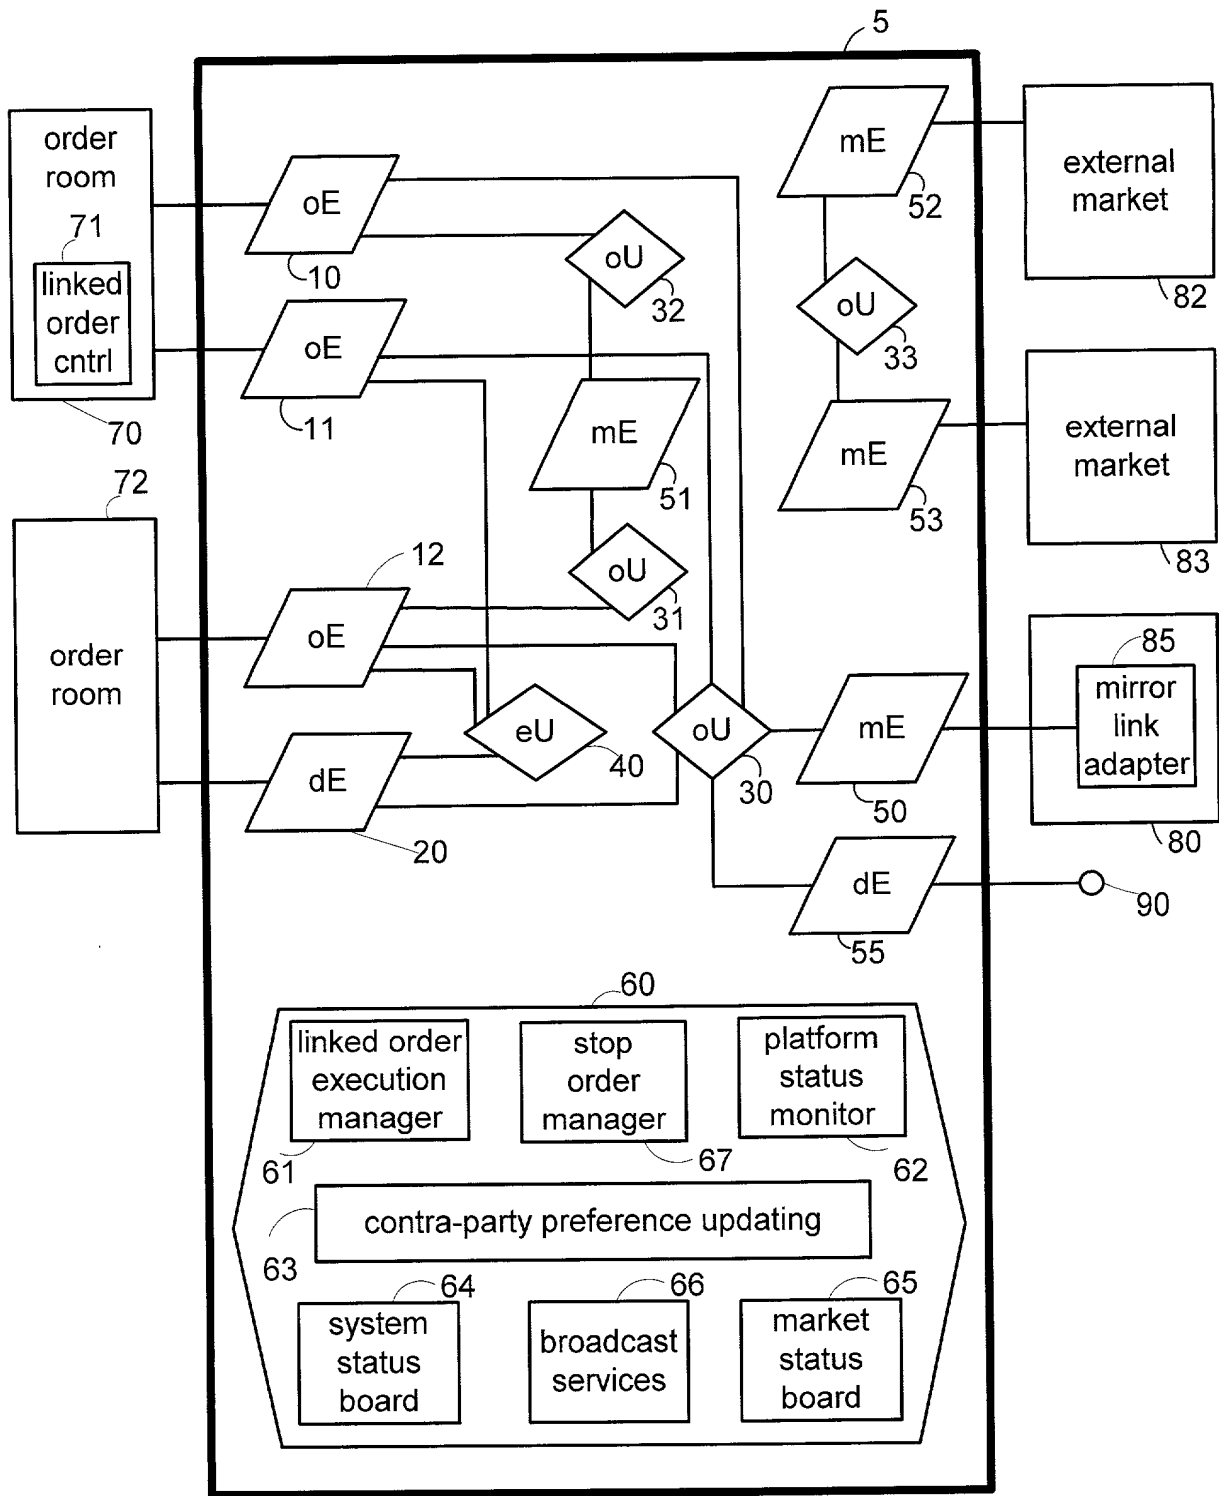 5
order
room
71
linked
order
cntrl
70
oE
10
oE
11
oU
32
mE
51
oU
31
mE
52
oU
33
mE
53
external
market
82
external
market
83
72
order
room
12
oE
dE
20
eU
40
oU
30
mE
50
dE
55
85
mirror
link
adapter
80
90
60
linked order
execution
manager
61
stop
order
manager
67
platform
status
monitor
62
contra-party preference updating
63
64
system
status
board
66
broadcast
services
65
market
status
board